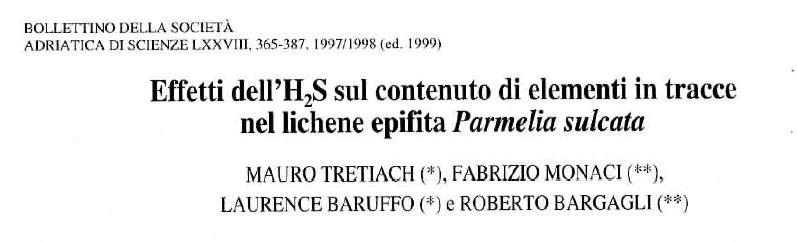 BOLLETTINO DELLA SOCIETÀ
ADRIATICA DI SCIENZE LXXVIII, 365-387, 1997/1998 (ed. 1999)
Effetti dell'H₂S sul contenuto di elementi in tracce
nel lichene epifita Parmelia sulcata
MAURO TRETIACH (*), FABRIZIO MONACI (**),
LAURENCE BARUFFO (*) e ROBERTO BARGAGLI (**)